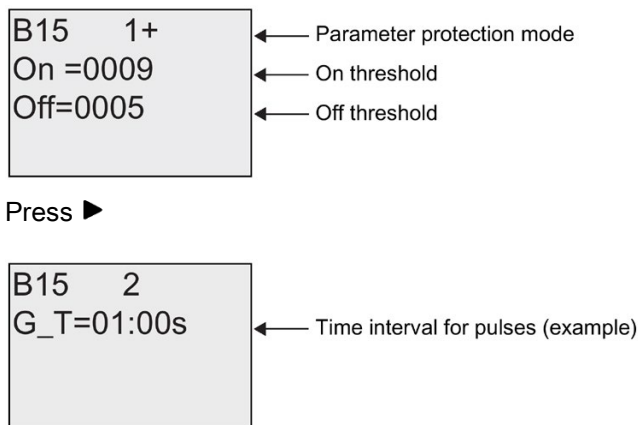 B15 1+
Parameter protection mode
On =0009
On threshold
Off=0005
Off threshold
Press ►
B15 2
G_T=01:00s
Time interval for pulses (example)